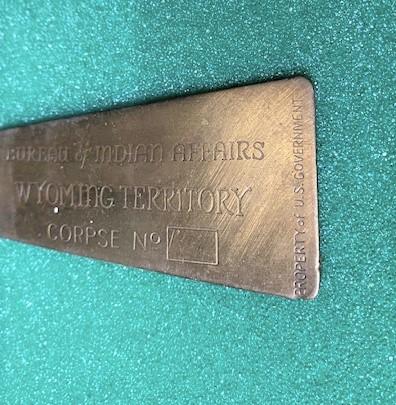 BUREAU of INDIAN AFFAIRS
WYOMING TERRITORY
CORPSE No
PROPERTY of U.S. GOVERNMENT